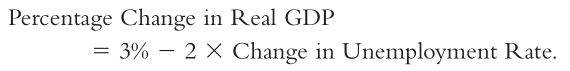 Percentage Change in Real GDP
= 3% − 2 × Change in Unemployment Rate.